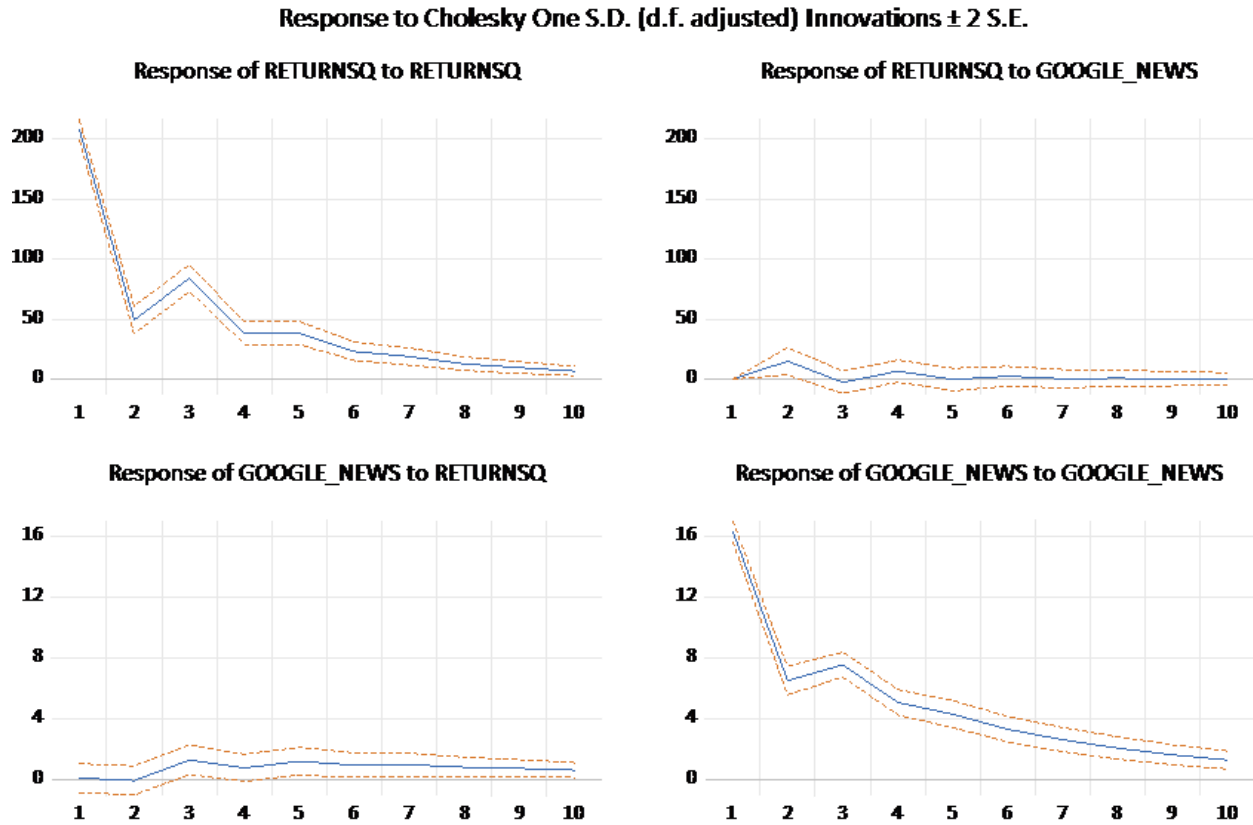 Response to Cholesky One S.D. (d.f. adjusted) Innovations ± 2 S.E.
Response of RETURNSQ to RETURNSQ
200
150
100
50
0
1 2 3 4 5 6 7 8 9 10
Response of RETURNSQ to GOOGLE_NEWS
200
150
100
50
0
1 2 3 4 5 6 7 8 9 10
Response of GOOGLE_NEWS to RETURNSQ
16
12
8
4
0
1 2 3 4 5 6 7 8 9 10
Response of GOOGLE_NEWS to GOOGLE_NEWS
16
12
8
4
0
1 2 3 4 5 6 7 8 9 10